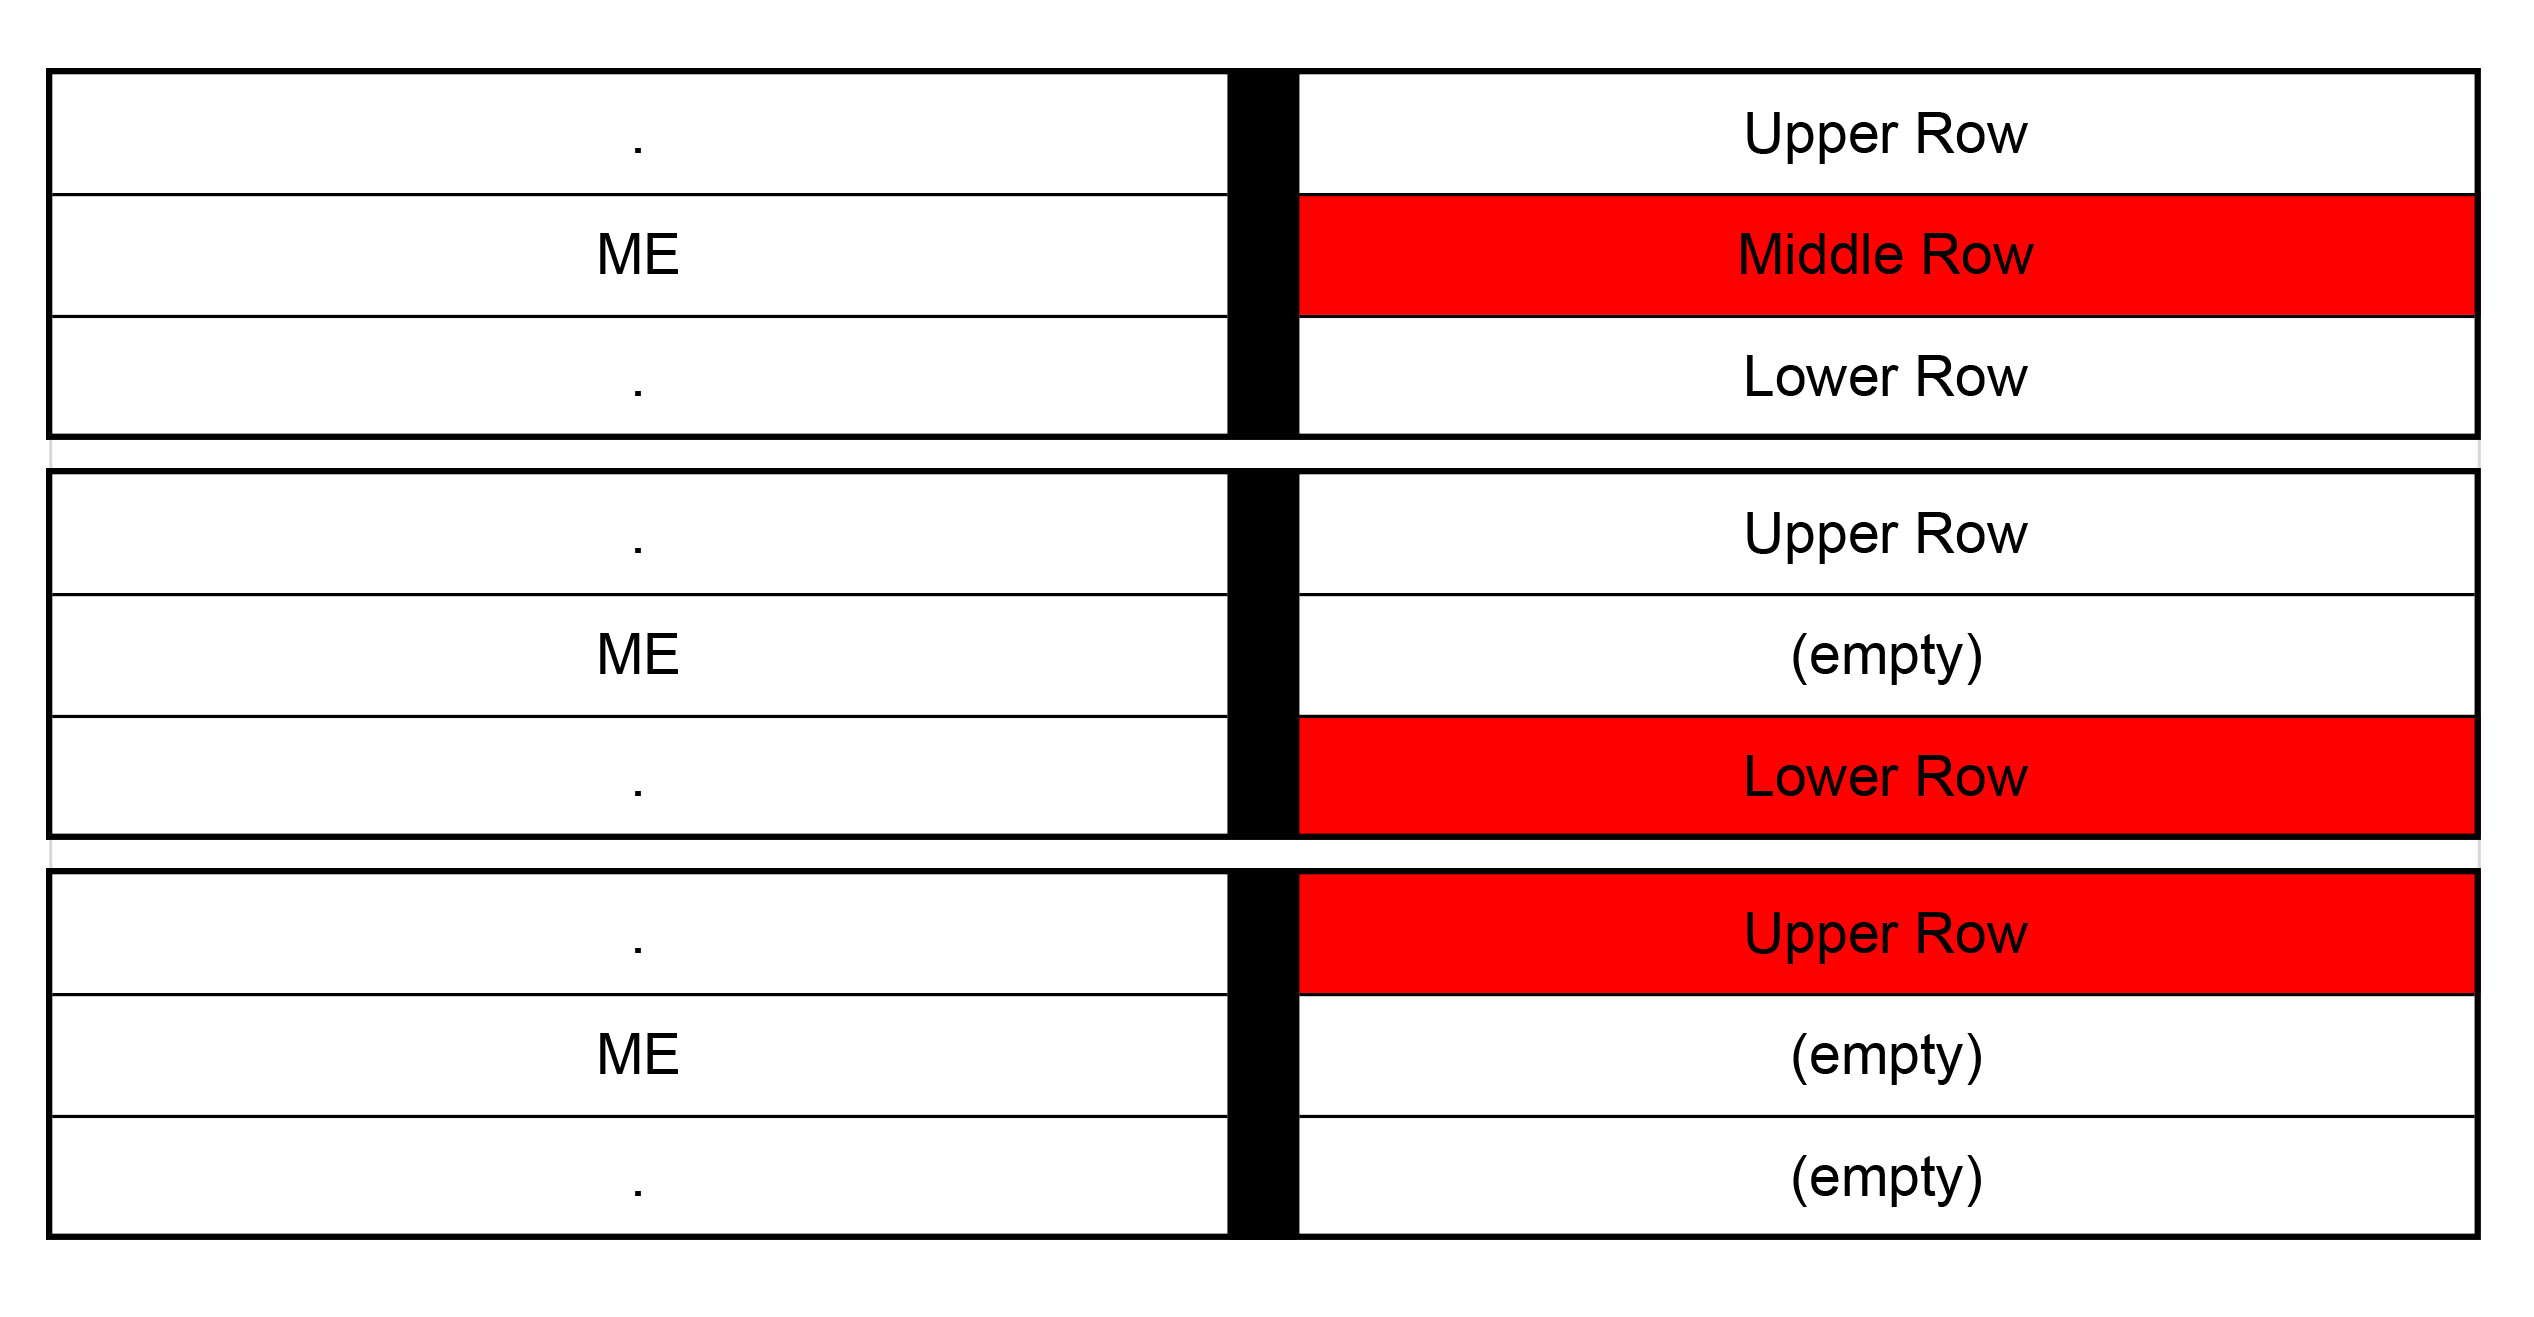 . Upper Row
ME Middle Row
. Lower Row
. Upper Row
ME (empty)
. Lower Row
. Upper Row
ME (empty)
. (empty)